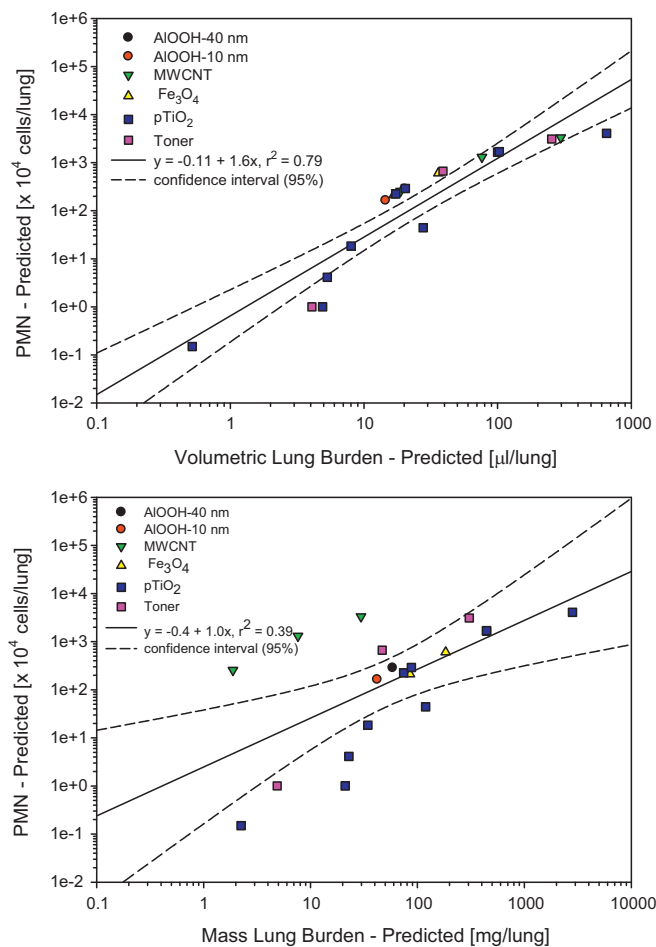 1e+6
1e+5
1e+4
1e+3
1e+2
1e+1
1e+0
1e-1
1e-2
PMN - Predicted [x 10⁴ cells/lung]
AlOOH-40 nm
AlOOH-10 nm
MWCNT
Fe₃O₄
pTiO₂
Toner
y = -0.11 + 1.6x, r² = 0.79
confidence interval (95%)
0.1 1 10 100 1000
Volumetric Lung Burden - Predicted [µl/lung]
1e+6
1e+5
1e+4
1e+3
1e+2
1e+1
1e+0
1e-1
1e-2
PMN - Predicted [x 10⁴ cells/lung]
AlOOH-40 nm
AlOOH-10 nm
MWCNT
Fe₃O₄
pTiO₂
Toner
y = -0.4 + 1.0x, r² = 0.39
confidence interval (95%)
0.1 1 10 100 1000 10000
Mass Lung Burden - Predicted [mg/lung]